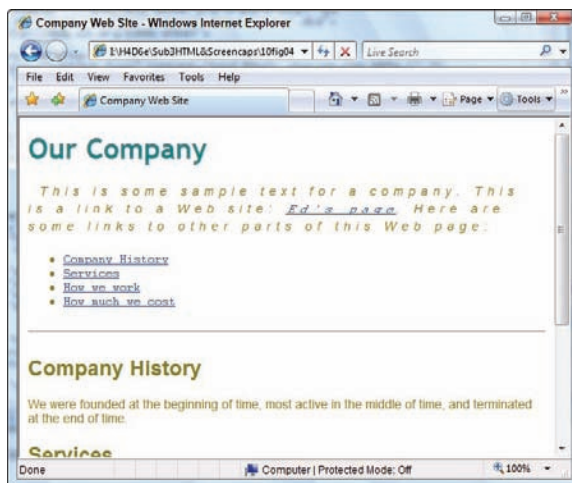 Company Web Site - Windows Internet Explorer
I:\H4D6e\Sub3HTML&Screencaps\10fig04
Live Search
File Edit View Favorites Tools Help
Company Web Site
Page
Tools
Our Company
This is some sample text for a company. This
is a link to a Web site: Ed's page. Here are
some links to other parts of this Web page:
Company History
Services
How we work
How much we cost
Company History
We were founded at the beginning of time, most active in the middle of time, and terminated
at the end of time.
Services
Done
Computer | Protected Mode: Off
100%